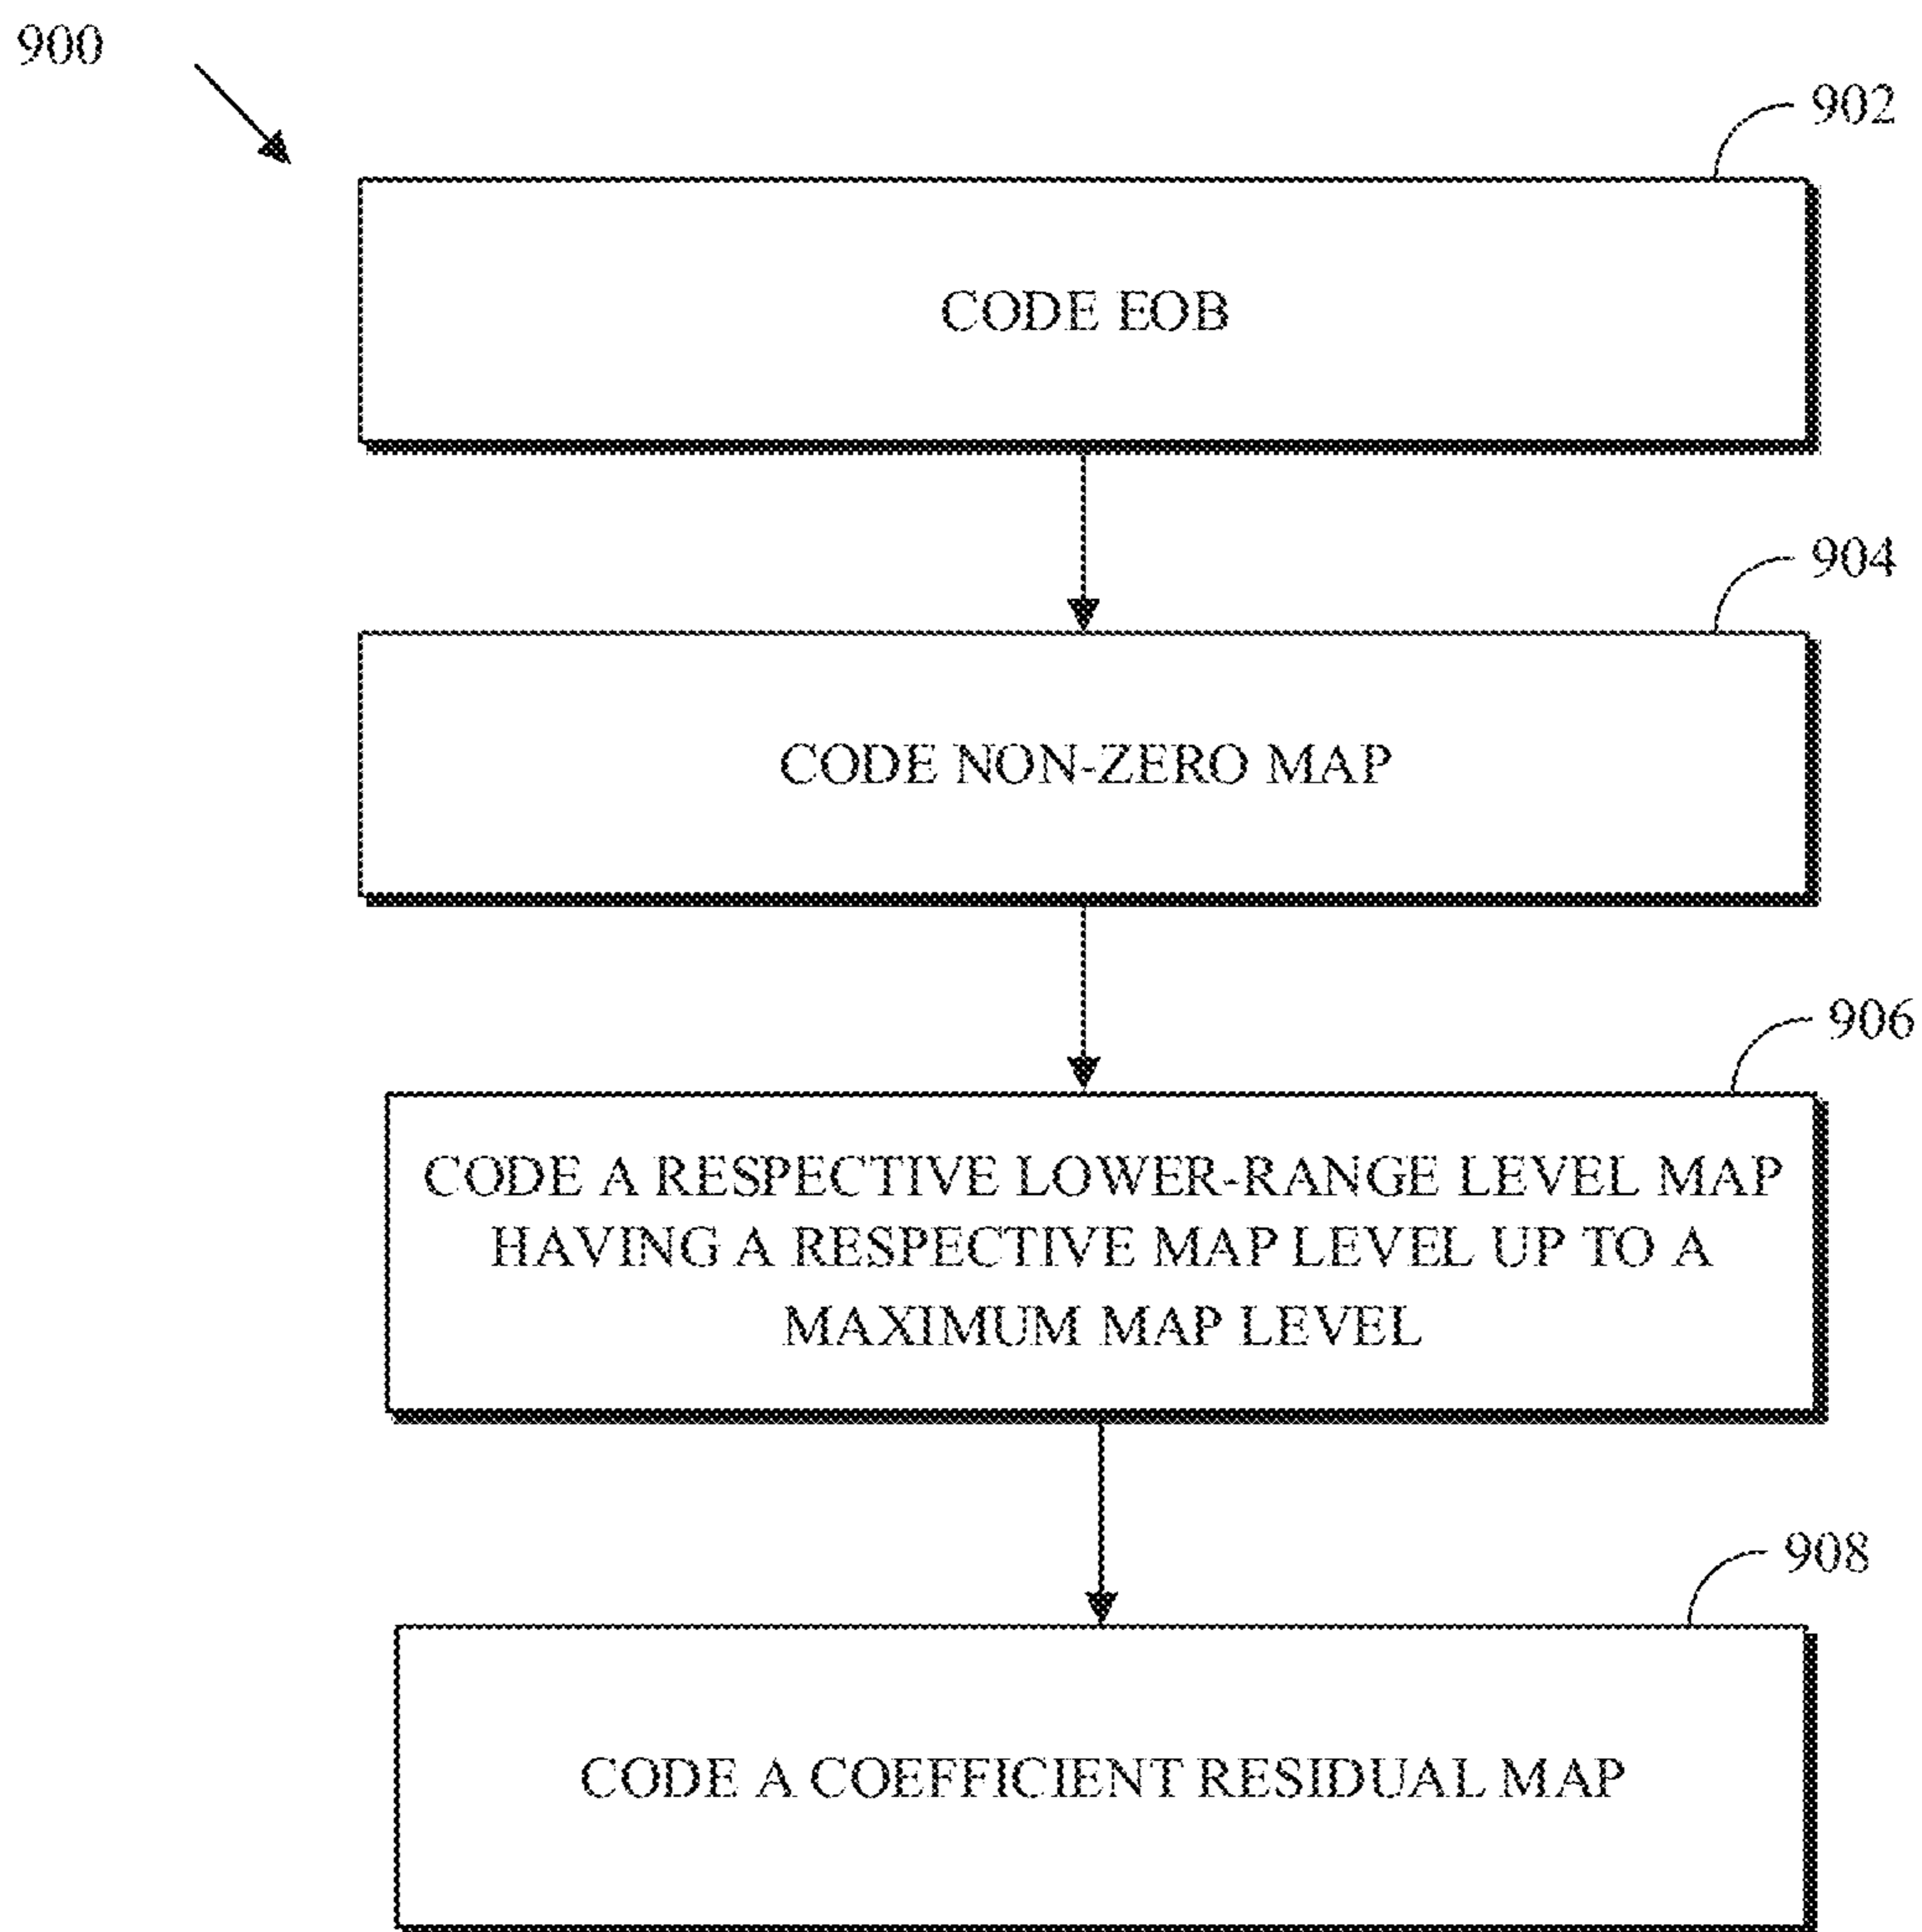 900
902
CODE EOB
904
CODE NON-ZERO MAP
906
CODE A RESPECTIVE LOWER-RANGE LEVEL MAP
HAVING A RESPECTIVE MAP LEVEL UP TO A
MAXIMUM MAP LEVEL
908
CODE A COEFFICIENT RESIDUAL MAP